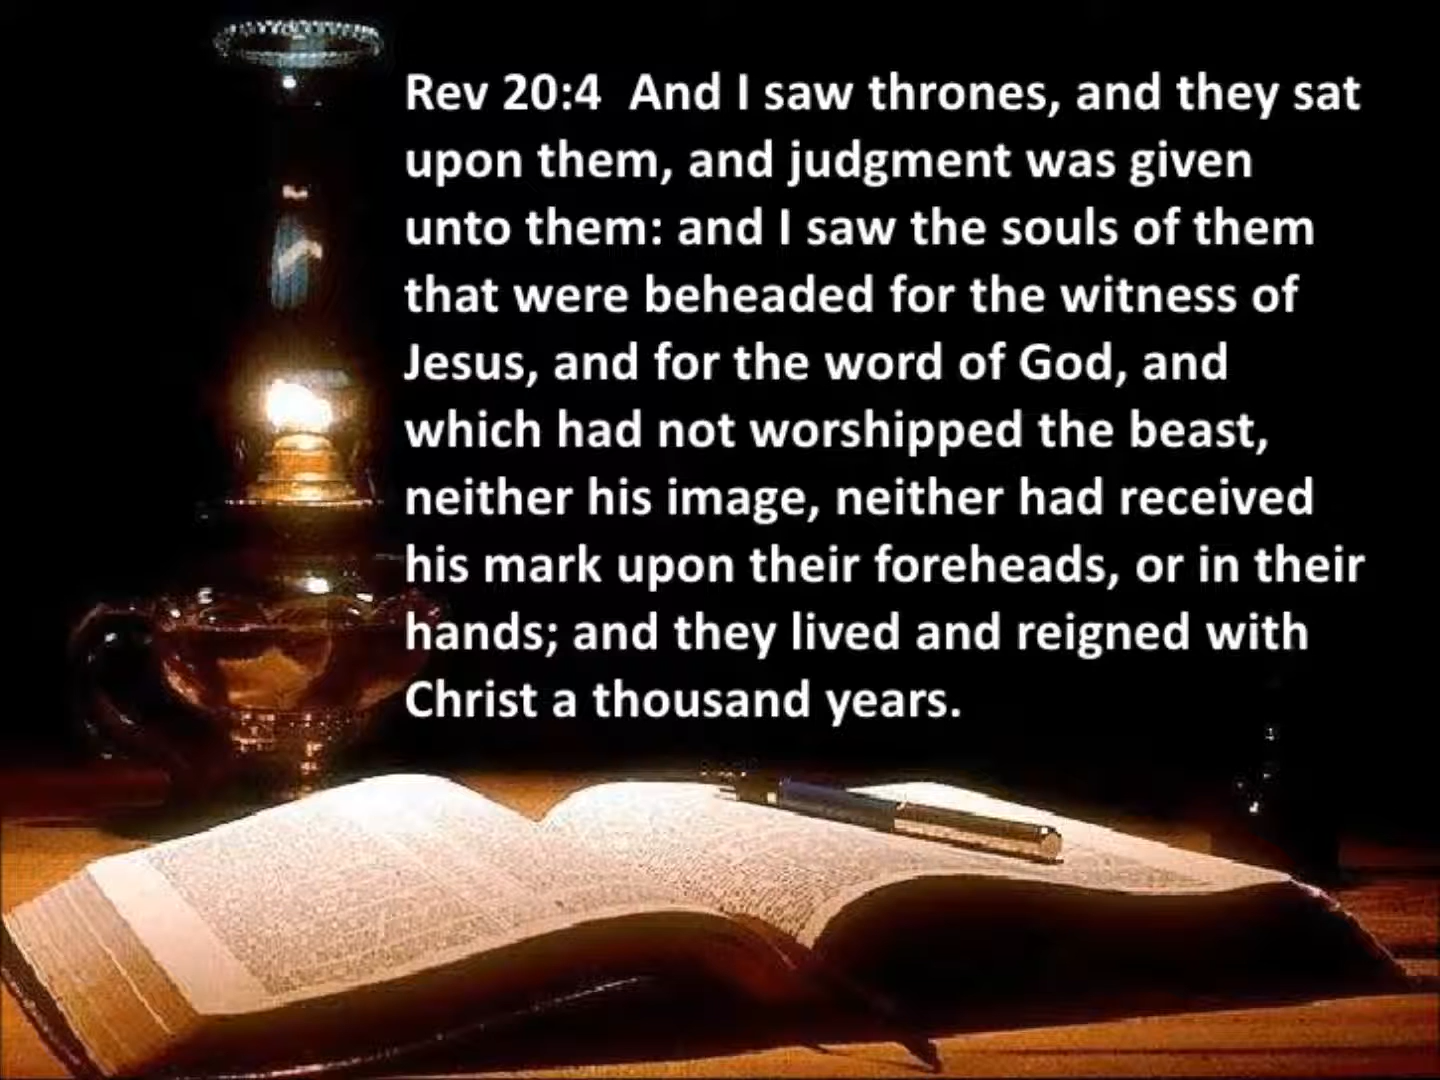 Rev 20:4  And I saw thrones, and they sat
upon them, and judgment was given
unto them: and I saw the souls of them
that were beheaded for the witness of
Jesus, and for the word of God, and
which had not worshipped the beast,
neither his image, neither had received
his mark upon their foreheads, or in their
hands; and they lived and reigned with
Christ a thousand years.